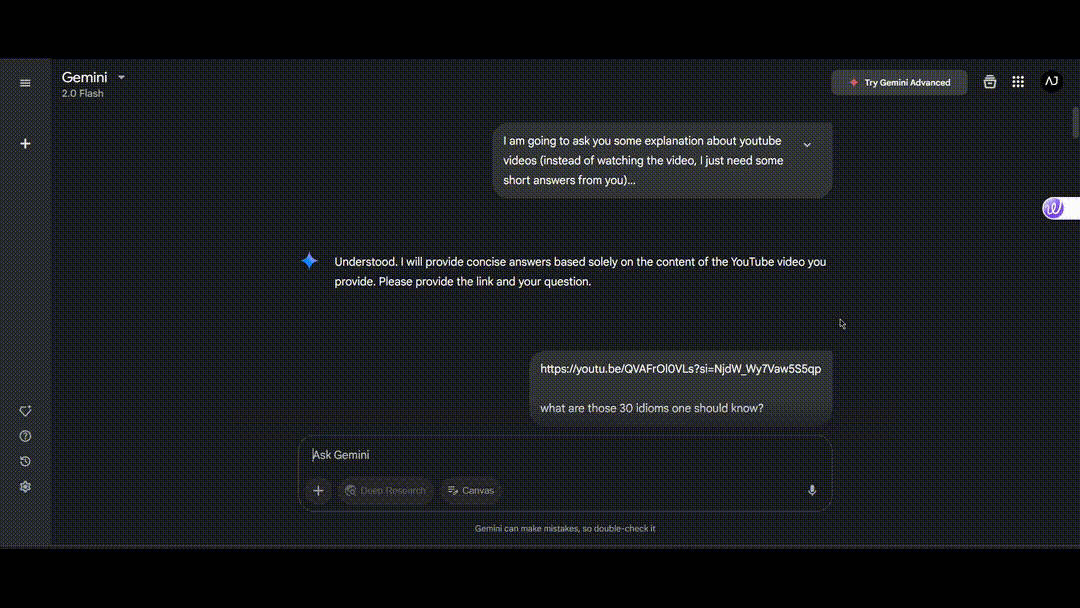 Gemini
2.0 Flash
Try Gemini Advanced
AJ
I am going to ask you some explanation about youtube
videos (instead of watching the video, I just need some
short answers from you)...
Understood. I will provide concise answers based solely on the content of the YouTube video you
provide. Please provide the link and your question.
https://youtu.be/QVAFrOl0VLs?si=NjdW_Wy7Vaw5S5qp
what are those 30 idioms one should know?
Ask Gemini
Deep Research
Canvas
Gemini can make mistakes, so double-check it